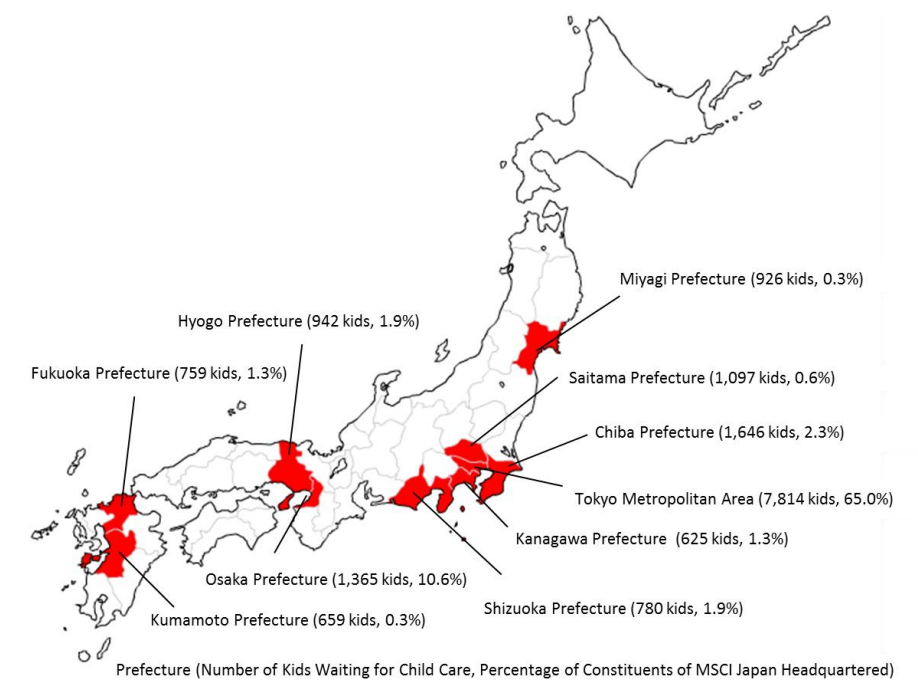 Miyagi Prefecture (926 kids, 0.3%)
Hyogo Prefecture (942 kids, 1.9%)
Fukuoka Prefecture (759 kids, 1.3%)
Saitama Prefecture (1,097 kids, 0.6%)
Chiba Prefecture (1,646 kids, 2.3%)
Tokyo Metropolitan Area (7,814 kids, 65.0%)
Kanagawa Prefecture (625 kids, 1.3%)
Osaka Prefecture (1,365 kids, 10.6%)
Shizuoka Prefecture (780 kids, 1.9%)
Kumamoto Prefecture (659 kids, 0.3%)
Prefecture (Number of Kids Waiting for Child Care, Percentage of Constituents of MSCI Japan Headquartered)